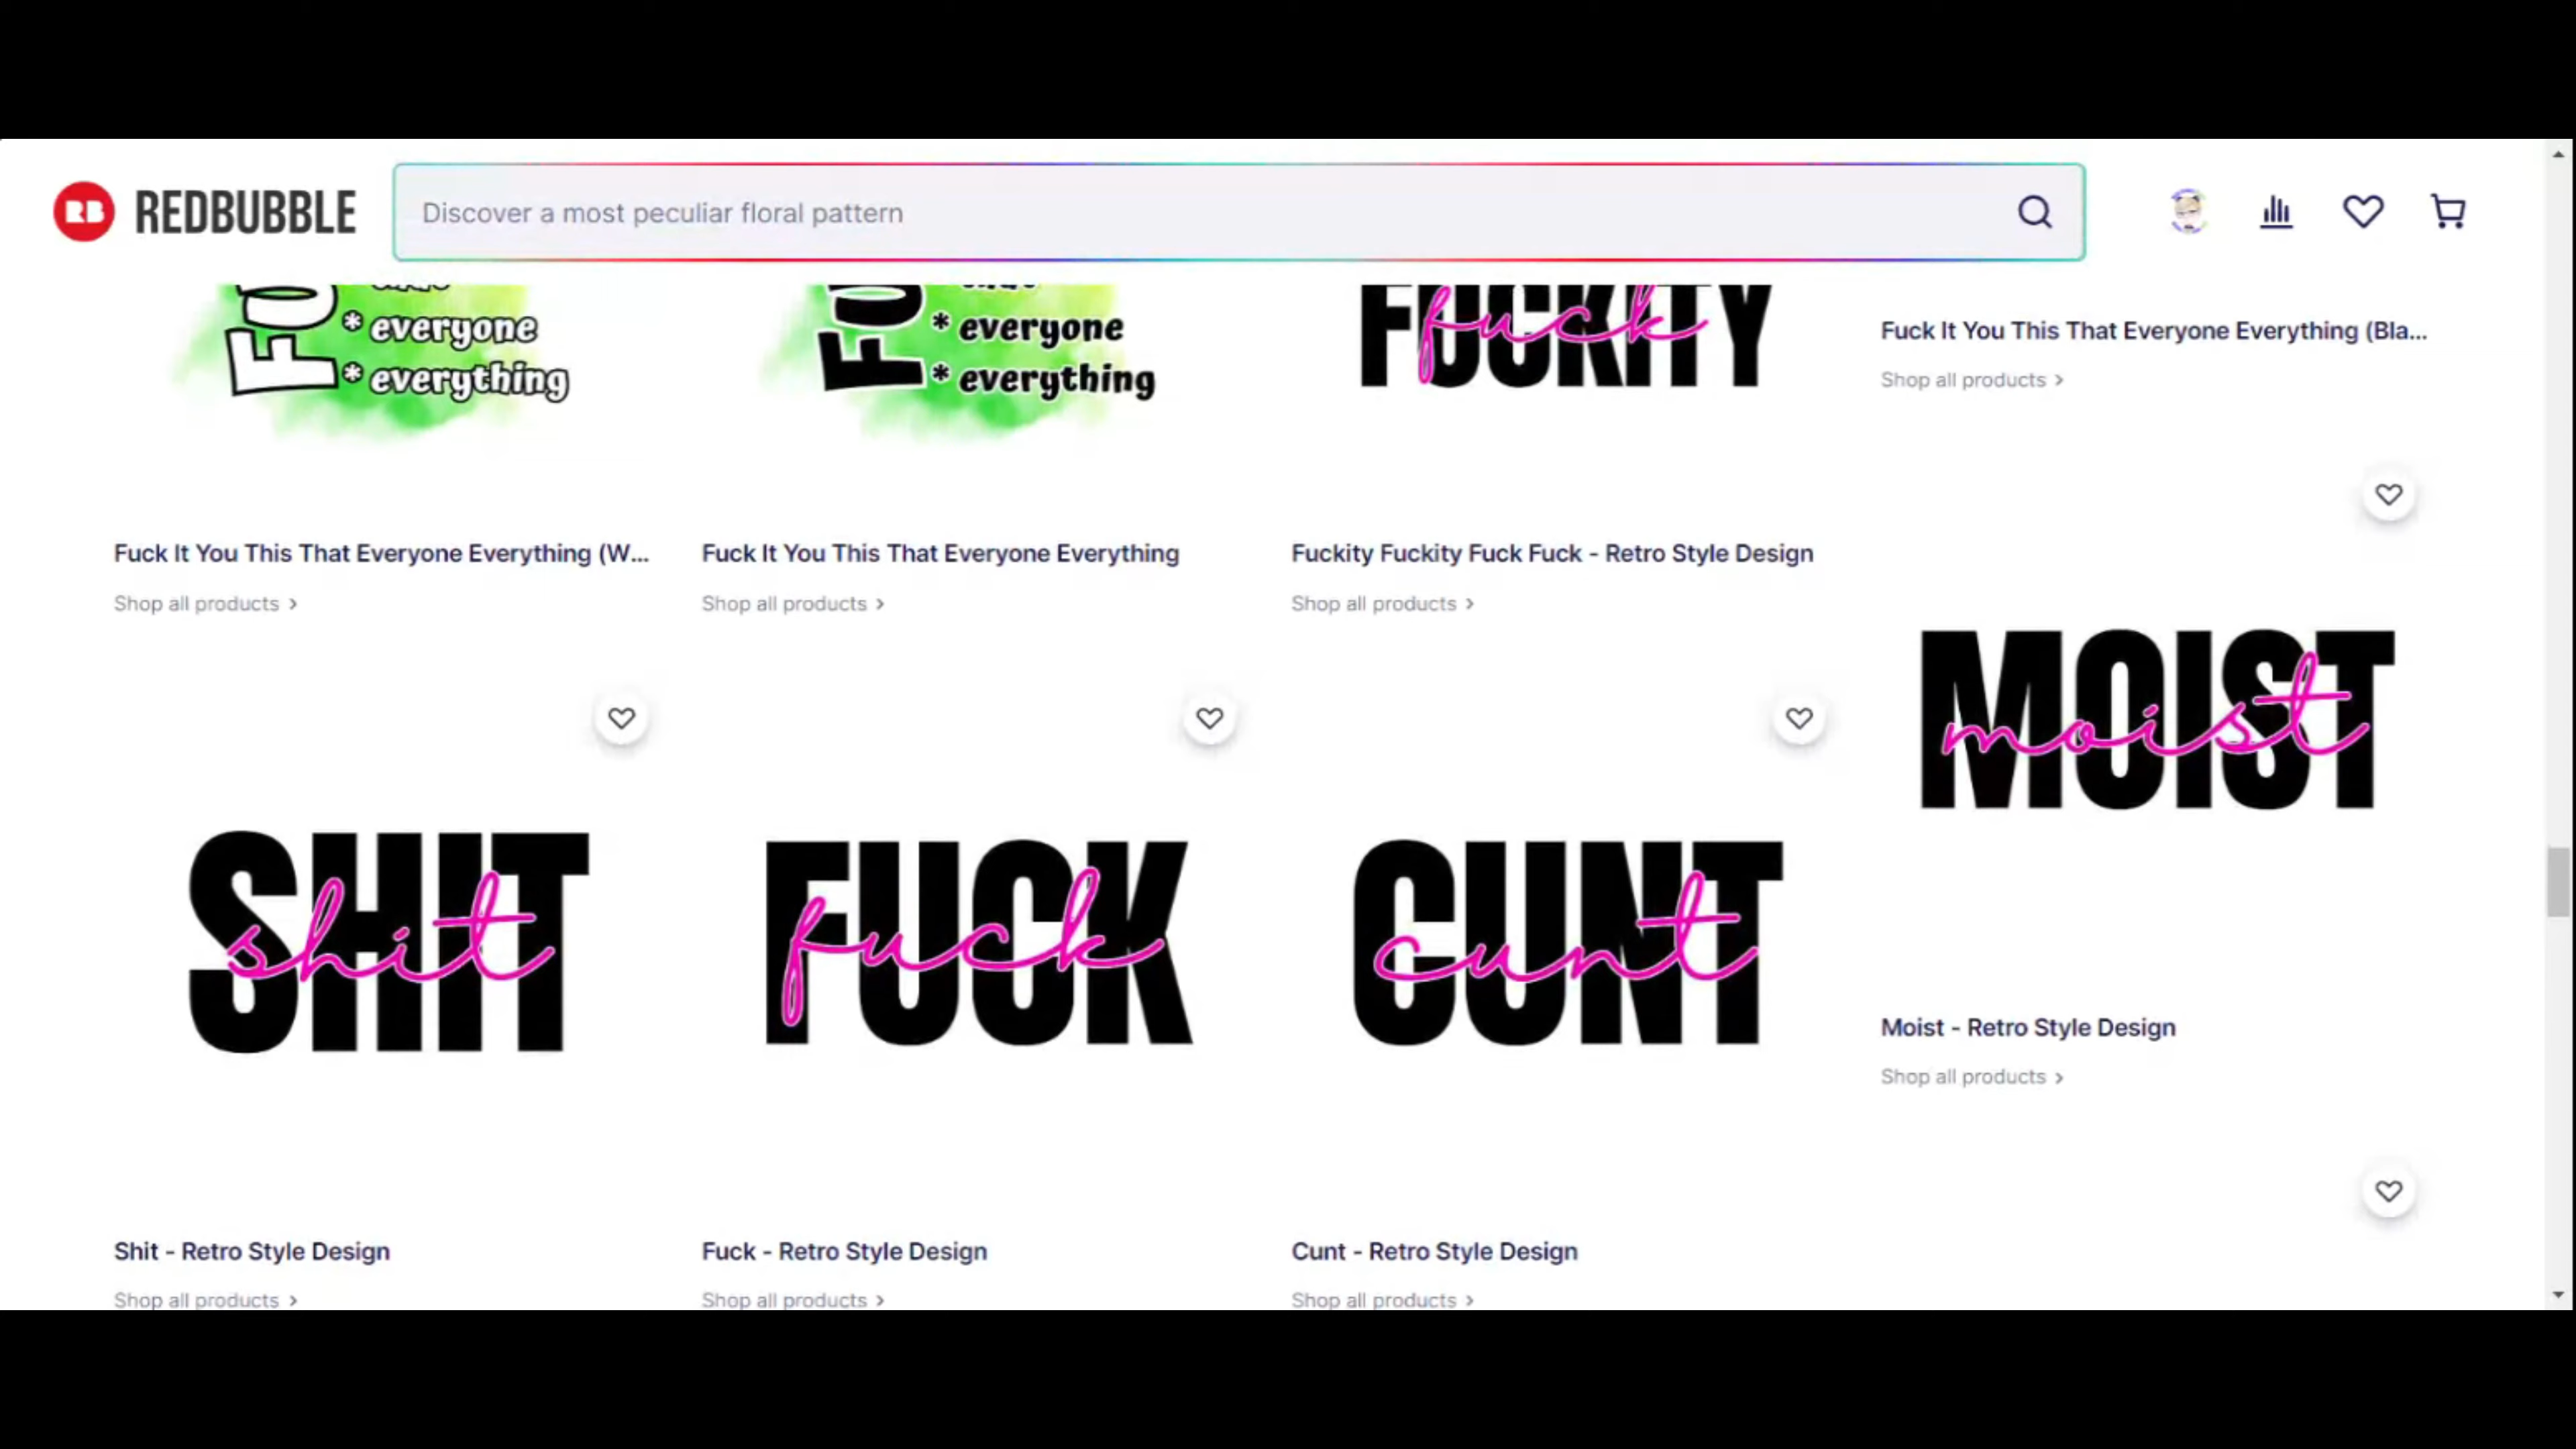 RB REDBUBBLE
Discover a most peculiar floral pattern
* everyone
* everything
* everyone
* everything
FUCKITY
fuck
Fuck It You This That Everyone Everything (Bla...
Shop all products >
Fuck It You This That Everyone Everything (W...
Shop all products >
Fuck It You This That Everyone Everything
Shop all products >
Fuckity Fuckity Fuck Fuck - Retro Style Design
Shop all products >
SHIT
shit
FUCK
fuck
CUNT
cunt
MOIST
moist
Moist - Retro Style Design
Shop all products >
Shit - Retro Style Design
Shop all products >
Fuck - Retro Style Design
Shop all products >
Cunt - Retro Style Design
Shop all products >